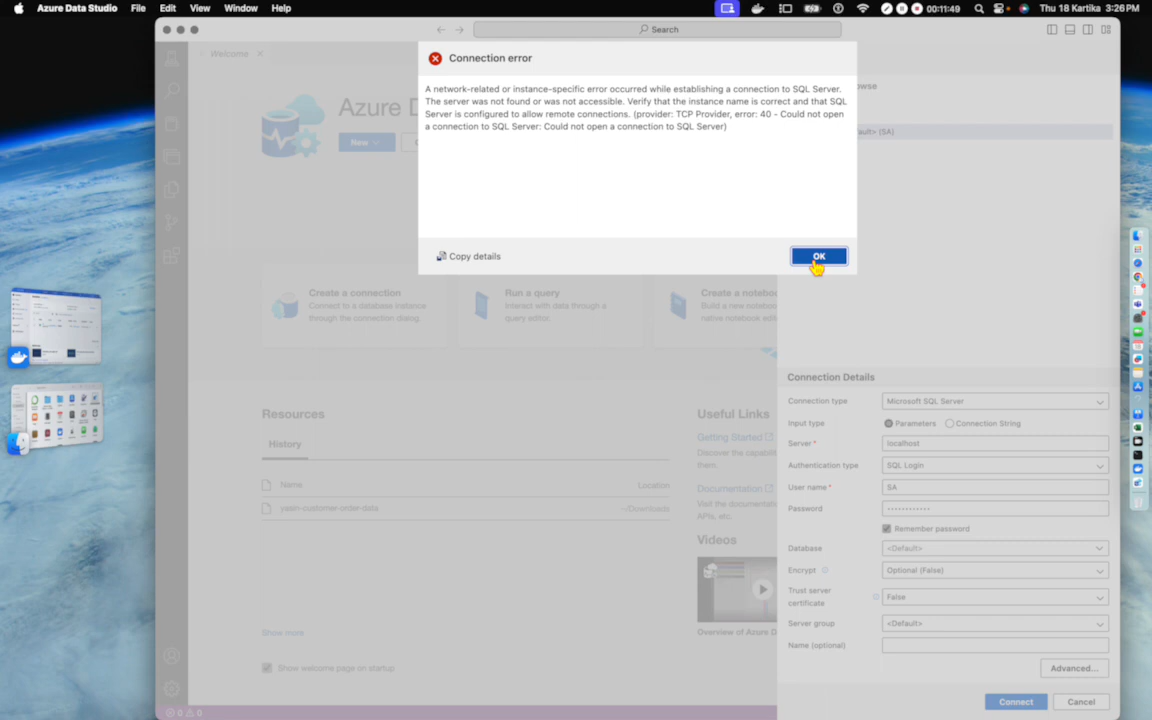 Azure Data Studio File Edit View Window Help
00:11:49
Thu 18 Kartika 3:26 PM
Search
Welcome
Connection error
A network-related or instance-specific error occurred while establishing a connection to SQL Server.
The server was not found or was not accessible. Verify that the instance name is correct and that SQL
Server is configured to allow remote connections. (provider: TCP Provider, error: 40 - Could not open
a connection to SQL Server: Could not open a connection to SQL Server)
Copy details
OK
Azure D
New
(SA)
Create a connection
Connect to a database instance
through the connection dialog.
Run a query
Interact with data through a
query editor.
Create a noteb
Build a new noteb
native notebook edi
Resources
History
Name
Location
yasin-customer-order-data
~/Downloads
Show more
Show welcome page on startup
Useful Links
Getting Started
Discover the capabili
them.
Documentation
Visit the documentatio
APIs, etc.
Videos
Overview of Azure D
Connection Details
Connection type
Microsoft SQL Server
Input type
Parameters
Connection String
Server*
localhost
Authentication type
SQL Login
User name*
SA
Password
Remember password
Database
<Default>
Encrypt
Optional (False)
Trust server
certificate
False
Server group
<Default>
Name (optional)
Advanced...
Connect
Cancel
0 0